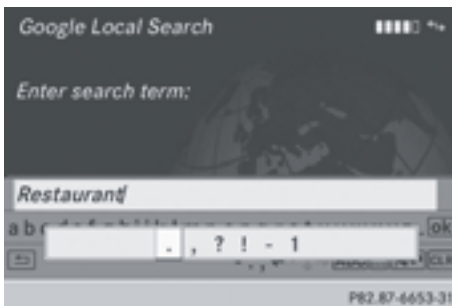 Google Local Search
Enter search term:
Restaurant
a b
ok
. , ? ! - 1
P82.87-6653-31